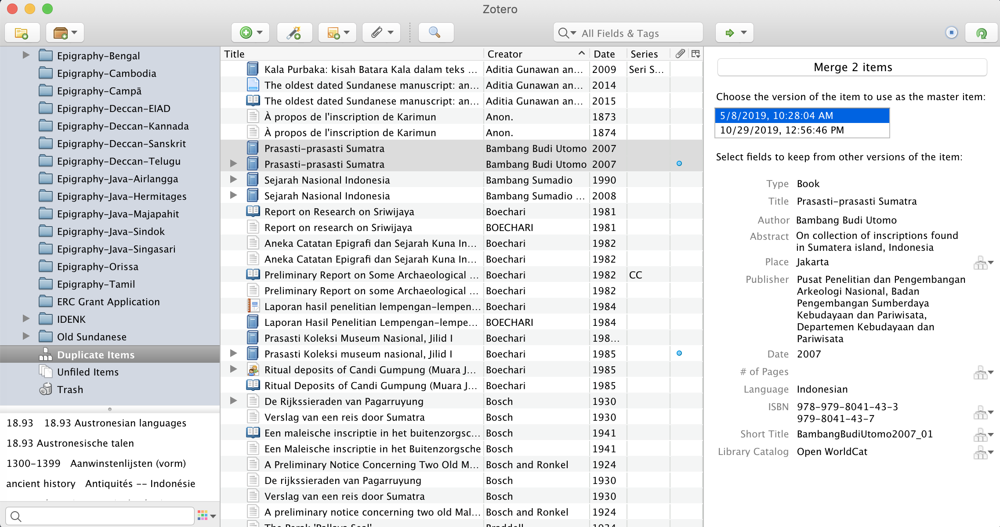 Zotero
All Fields & Tags
Epigraphy-Bengal
Epigraphy-Cambodia
Epigraphy-Campā
Epigraphy-Deccan-EIAD
Epigraphy-Deccan-Kannada
Epigraphy-Deccan-Sanskrit
Epigraphy-Deccan-Telugu
Epigraphy-Java-Airlangga
Epigraphy-Java-Hermitages
Epigraphy-Java-Majapahit
Epigraphy-Java-Sindok
Epigraphy-Java-Singasari
Epigraphy-Orissa
Epigraphy-Tamil
ERC Grant Application
IDENK
Old Sundanese
Duplicate Items
Unfiled Items
Trash
18.93 18.93 Austronesian languages
18.93 Austronesische talen
1300-1399 Aanwinstenlijsten (vorm)
ancient history Antiquités -- Indonésie
Title Creator Date Series
Kala Purbaka: kisah Batara Kala dalam teks ... Aditia Gunawan an... 2009 Seri S...
The oldest dated Sundanese manuscript: an... Aditia Gunawan an... 2014
The oldest dated Sundanese manuscript: an... Aditia Gunawan an... 2015
À propos de l'inscription de Karimun Anon. 1873
À propos de l'inscription de Karimun Anon. 1874
Prasasti-prasasti Sumatra Bambang Budi Utomo 2007
Prasasti-prasasti Sumatra Bambang Budi Utomo 2007
Sejarah Nasional Indonesia Bambang Sumadio 1990
Sejarah Nasional Indonesia Bambang Sumadio ... 2008
Report on Research on Sriwijaya Boechari 1981
Report on research on Sriwijaya BOECHARI 1981
Aneka Catatan Epigrafi dan Sejarah Kuna In... Boechari 1982
Aneka Catatan Epigrafi dan Sejarah Kuna In... Boechari 1982
Preliminary Report on Some Archaeological ... Boechari 1982 CC
Preliminary Report on some Archaeological ... Boechari 1982
Laporan hasil penelitian lempengan-lempen... Boechari 1984
Laporan Hasil Penelitian Lempengan-lempe... BOECHARI 1984
Prasasti Koleksi Museum Nasional, Jilid I Boechari 198...
Prasasti Koleksi museum nasional, Jilid I Boechari 1985
Ritual deposits of Candi Gumpung (Muara J... Boechari 1985
Ritual Deposits of Candi Gumpung (Muara J... Boechari 1985
De Rijkssieraden van Pagarruyung Bosch 1930
Verslag van een reis door Sumatra Bosch 1930
Een maleische inscriptie in het buitenzorgsc... Bosch 1941
Een Maleische inscriptie in het Buitenzorgsche Bosch 1941
A Preliminary Notice Concerning Two Old M... Bosch and Ronkel 1924
De rijkssieraden van Pagarruyung Bosch 1930
Verslag van een reis door Sumatra Bosch 1930
A preliminary notice concerning two old Mal... Bosch and Ronkel 1924
The Perak 'Pallava Seal' Braddell 1934
Merge 2 items
Choose the version of the item to use as the master item:
5/8/2019, 10:28:04 AM
10/29/2019, 12:56:46 PM
Select fields to keep from other versions of the item:
Type Book
Title Prasasti-prasasti Sumatra
Author Bambang Budi Utomo
Abstract On collection of inscriptions found
in Sumatera island, Indonesia
Place Jakarta
Publisher Pusat Penelitian dan Pengembangan
Arkeologi Nasional, Badan
Pengembangan Sumberdaya
Kebudayaan dan Pariwisata,
Departemen Kebudayaan dan
Pariwisata
Date 2007
# of Pages
Language Indonesian
ISBN 978-979-8041-43-3
979-8041-43-7
Short Title BambangBudiUtomo2007_01
Library Catalog Open WorldCat